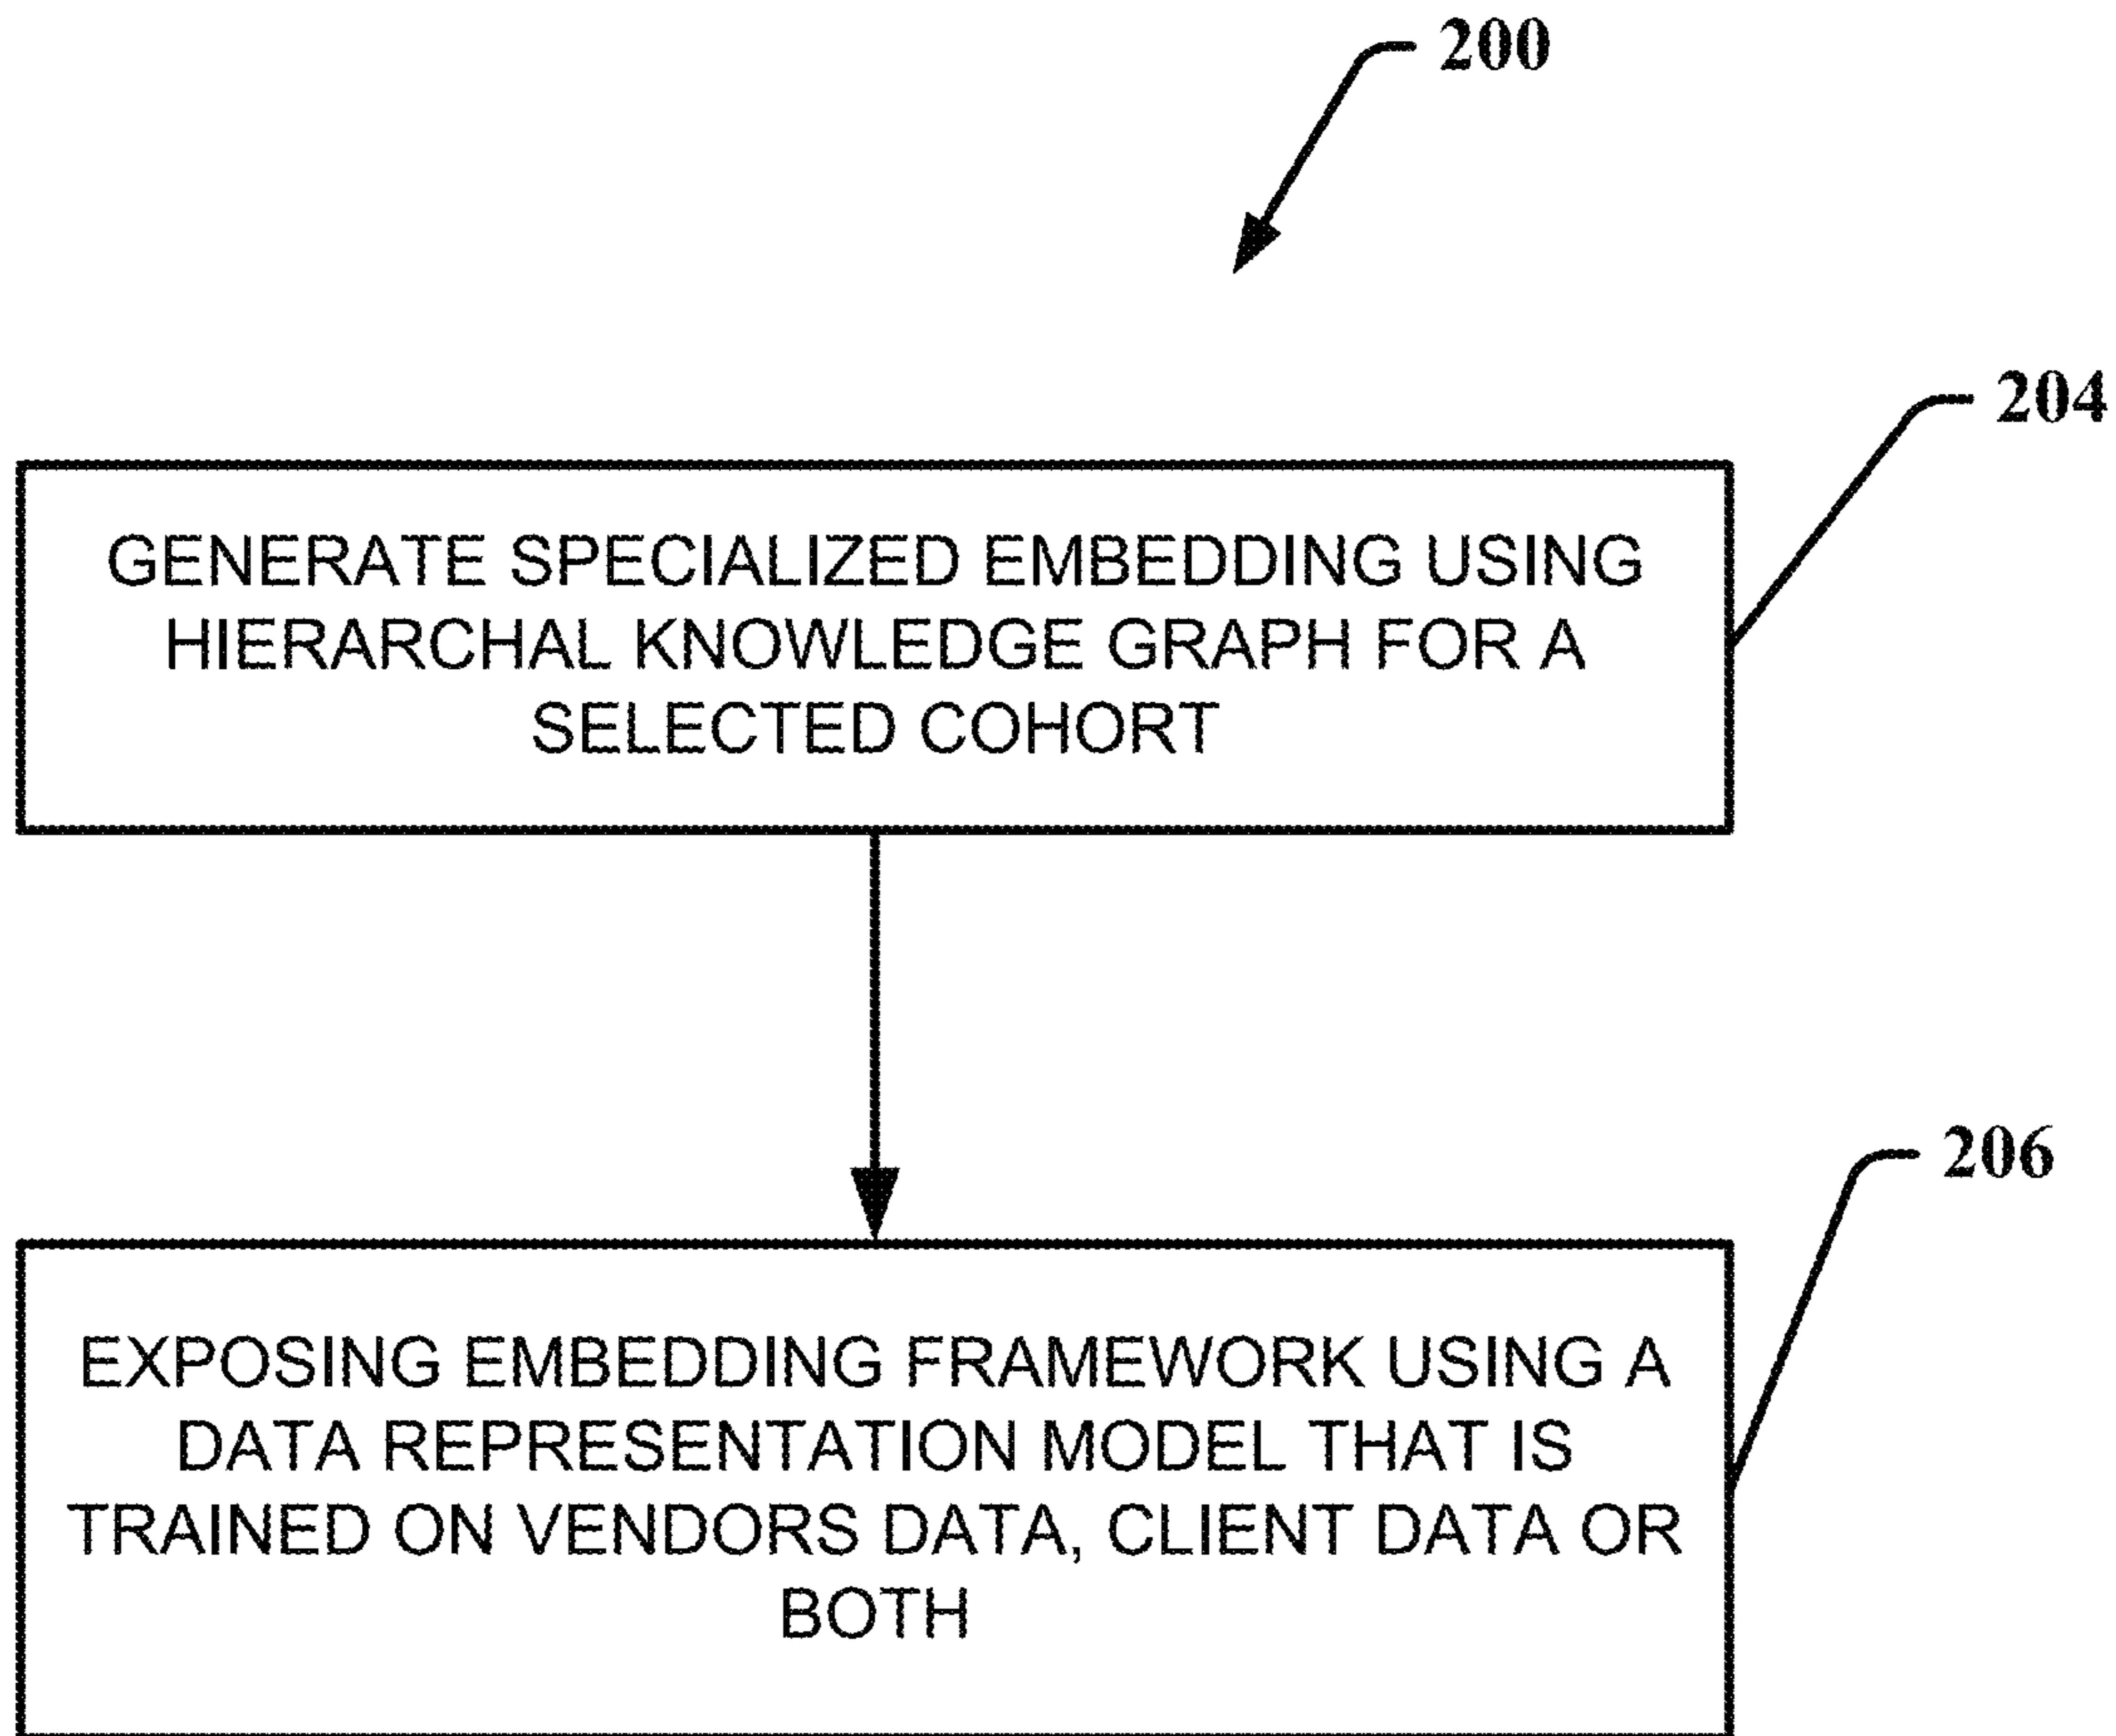 200
204
GENERATE SPECIALIZED EMBEDDING USING
HIERARCHAL KNOWLEDGE GRAPH FOR A
SELECTED COHORT
206
EXPOSING EMBEDDING FRAMEWORK USING A
DATA REPRESENTATION MODEL THAT IS
TRAINED ON VENDORS DATA, CLIENT DATA OR
BOTH